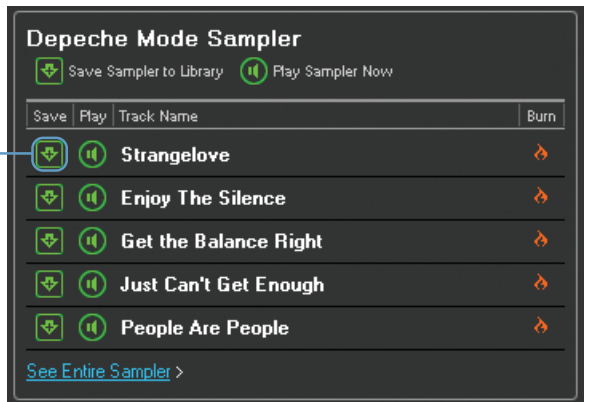 Depeche Mode Sampler
Save Sampler to Library Play Sampler Now
Save Play Track Name Burn
Strangelove
Enjoy The Silence
Get the Balance Right
Just Can't Get Enough
People Are People
See Entire Sampler >